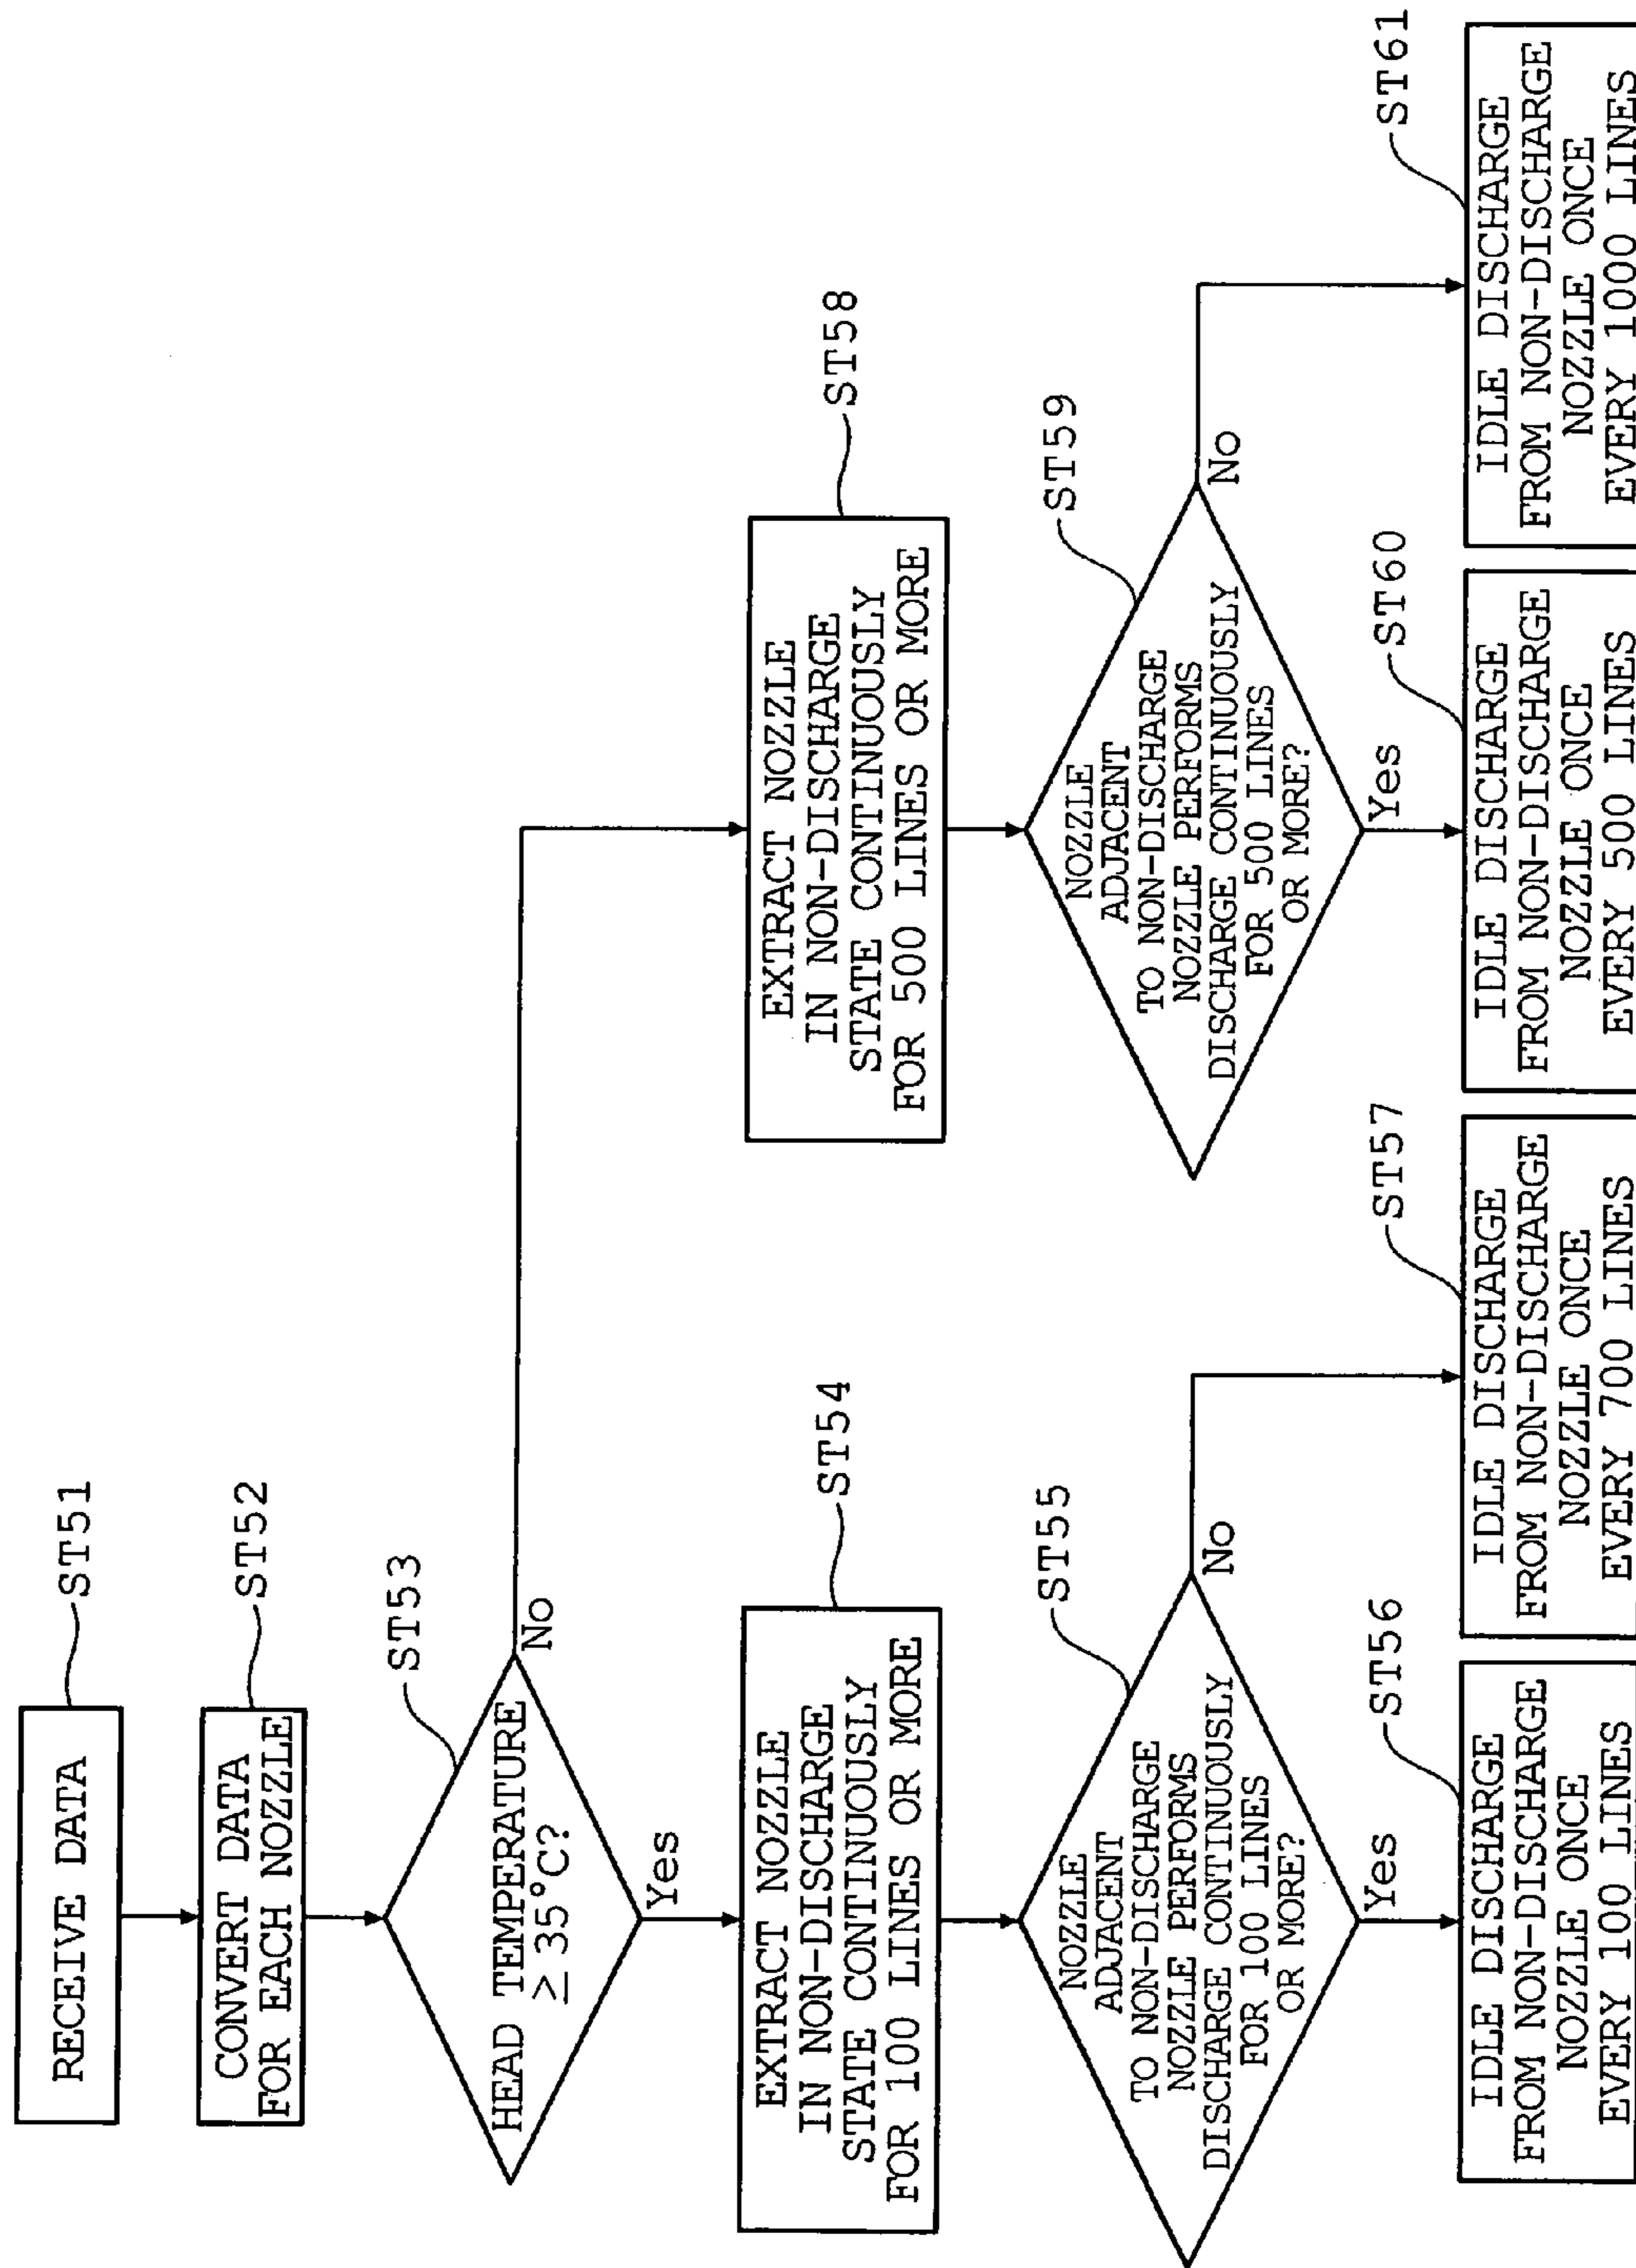 RECEIVE DATA
ST51
CONVERT DATA
FOR EACH NOZZLE
ST52
HEAD TEMPERATURE
≥ 35°C?
ST53
Yes
No
EXTRACT NOZZLE
IN NON-DISCHARGE
STATE CONTINUOUSLY
FOR 100 LINES OR MORE
ST54
NOZZLE
ADJACENT
TO NON-DISCHARGE
NOZZLE PERFORMS
DISCHARGE CONTINUOUSLY
FOR 100 LINES
OR MORE?
ST55
Yes
No
IDLE DISCHARGE
FROM NON-DISCHARGE
NOZZLE ONCE
EVERY 100 LINES
ST56
IDLE DISCHARGE
FROM NON-DISCHARGE
NOZZLE ONCE
EVERY 700 LINES
ST57
EXTRACT NOZZLE
IN NON-DISCHARGE
STATE CONTINUOUSLY
FOR 500 LINES OR MORE
ST58
NOZZLE
ADJACENT
TO NON-DISCHARGE
NOZZLE PERFORMS
DISCHARGE CONTINUOUSLY
FOR 500 LINES
OR MORE?
ST59
Yes
No
IDLE DISCHARGE
FROM NON-DISCHARGE
NOZZLE ONCE
EVERY 500 LINES
ST60
IDLE DISCHARGE
FROM NON-DISCHARGE
NOZZLE ONCE
EVERY 1000 LINES
ST61